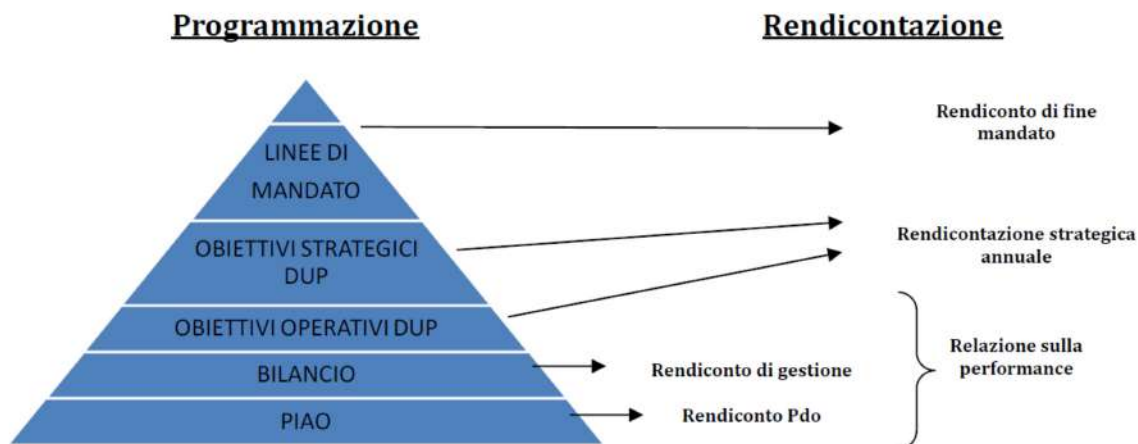 Programmazione
Rendicontazione
LINEE DI
MANDATO
OBIETTIVI STRATEGICI
DUP
OBIETTIVI OPERATIVI DUP
BILANCIO
PIAO
Rendiconto di fine
mandato
Rendicontazione strategica
annuale
Rendiconto di gestione
Rendiconto Pdo
Relazione sulla
performance